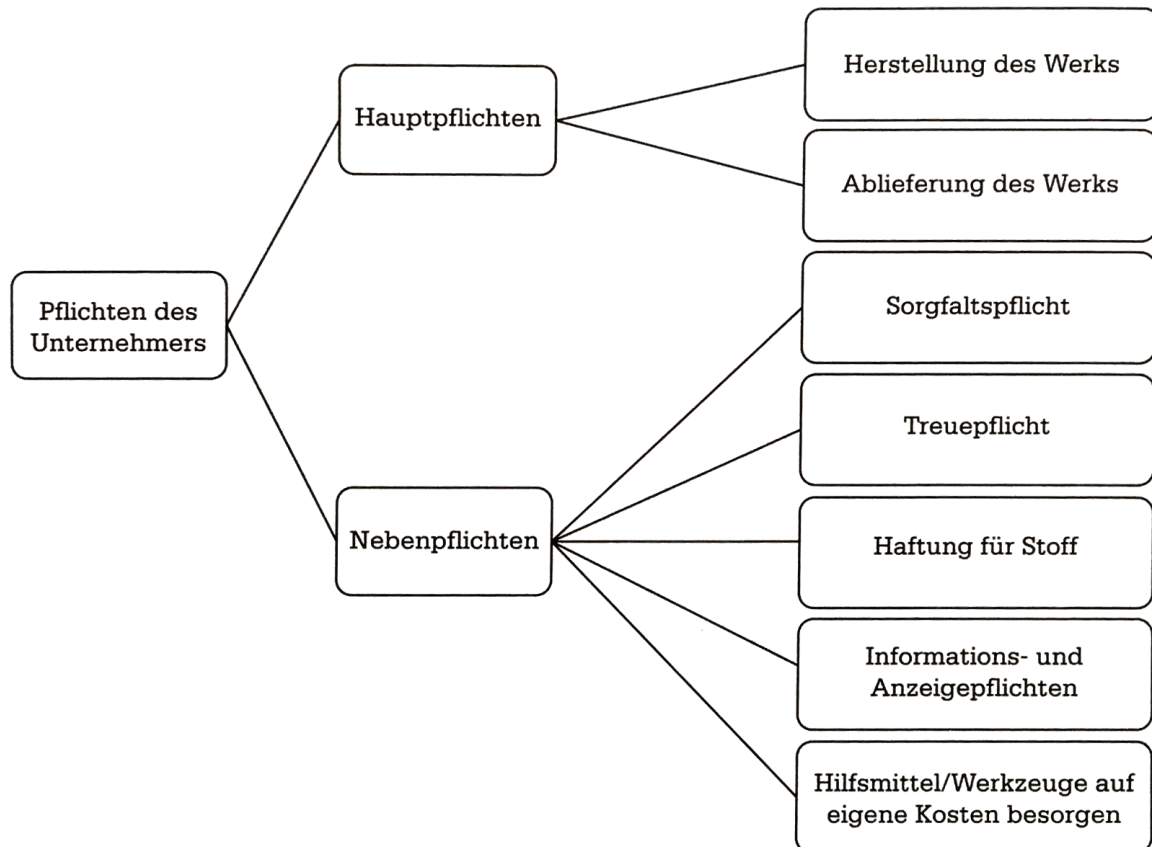 Pflichten des
Unternehmers
Hauptpflichten
Herstellung des Werks
Ablieferung des Werks
Nebenpflichten
Sorgfaltspflicht
Treuepflicht
Haftung für Stoff
Informations- und
Anzeigepflichten
Hilfsmittel/Werkzeuge auf
eigene Kosten besorgen